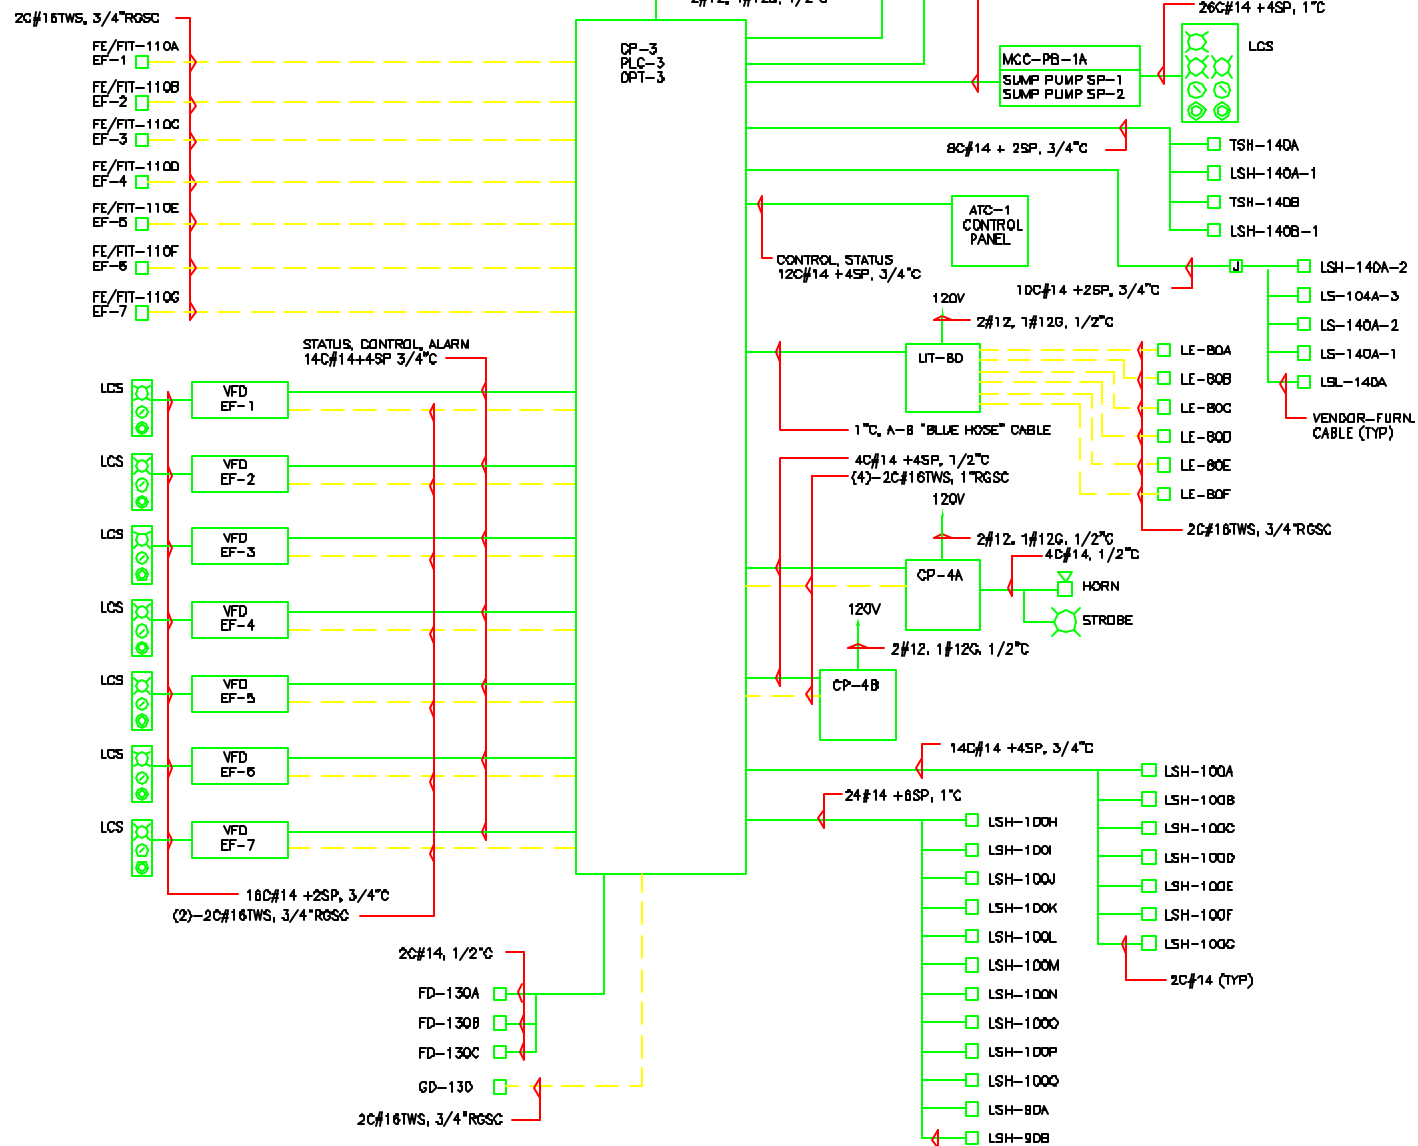 2#12, 1#12G, 1/2"C
26C#14 +4SP, 1"C
2C#16TWS, 3/4"RGSC
FE/FIT-110A
EF-1
FE/FIT-110B
EF-2
FE/FIT-110C
EF-3
FE/FIT-110D
EF-4
FE/FIT-110E
EF-5
FE/FIT-110F
EF-6
FE/FIT-110G
EF-7
CP-3
PLC-3
OPT-3
MCC-PB-1A
SUMP PUMP SP-1
SUMP PUMP SP-2
LCS
8C#14 + 2SP, 3/4"C
TSH-140A
LSH-140A-1
TSH-140B
LSH-140B-1
ATC-1
CONTROL
PANEL
CONTROL, STATUS
12C#14 +4SP, 3/4"C
10C#14 +2SP, 3/4"C
J
LSH-140A-2
LS-104A-3
LS-140A-2
LS-140A-1
LSL-140A
VENDOR-FURN.
CABLE (TYP)
120V
2#12, 1#12G, 1/2"C
UT-80
LE-80A
LE-80B
LE-80C
LE-80D
LE-80E
LE-80F
2C#16TWS, 3/4"RGSC
1"C, A-B "BLUE HOSE" CABLE
4C#14 +4SP, 1/2"C
(4)-2C#16TWS, 1"RGSC
120V
2#12, 1#12G, 1/2"C
4C#14, 1/2"C
CP-4A
HORN
STROBE
120V
2#12, 1#12G, 1/2"C
CP-4B
STATUS, CONTROL, ALARM
14C#14+4SP 3/4"C
LCS
VFD
EF-1
LCS
VFD
EF-2
LCS
VFD
EF-3
LCS
VFD
EF-4
LCS
VFD
EF-5
LCS
VFD
EF-6
LCS
VFD
EF-7
16C#14 +2SP, 3/4"C
(2)-2C#16TWS, 3/4"RGSC
14C#14 +4SP, 3/4"C
LSH-100A
LSH-100B
LSH-100C
LSH-100D
LSH-100E
LSH-100F
LSH-100G
2C#14 (TYP)
24#14 +6SP, 1"C
LSH-100H
LSH-100I
LSH-100J
LSH-100K
LSH-100L
LSH-100M
LSH-100N
LSH-100O
LSH-100P
LSH-100Q
LSH-80A
LSH-90B
2C#14, 1/2"C
FD-130A
FD-130B
FD-130C
GD-130
2C#16TWS, 3/4"RGSC